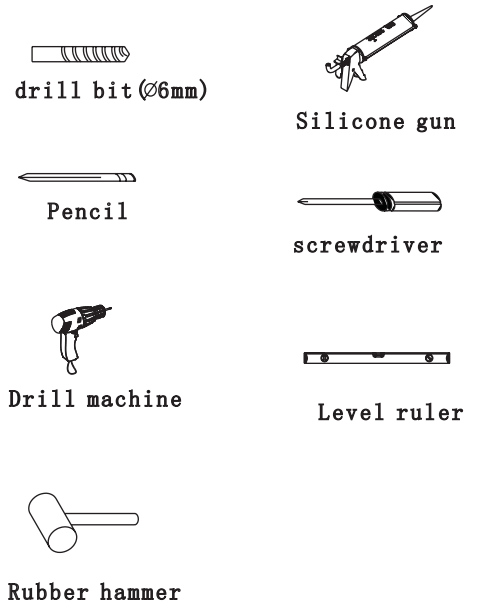 drill bit(∅6mm)
Silicone gun
Pencil
screwdriver
Drill machine
Level ruler
Rubber hammer